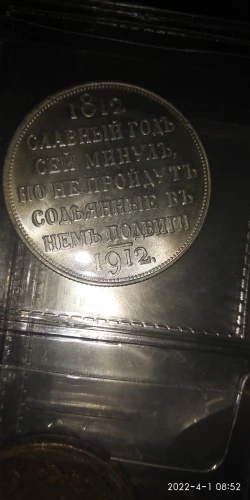 1812
СЛАВНЫЙ ГОДЪ
СЕЙ МИНУЛЪ,
НО НЕ ПРОЙДУТЪ
СОДѢЯННЫЕ ВЪ
НЕМЪ ПОДВИГИ
1912.
2022-4-1 08:52